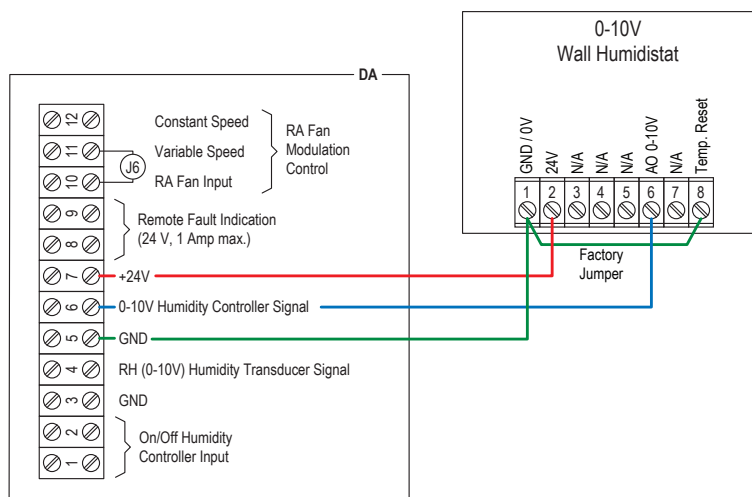 0-10V
Wall Humidistat
DA
12
Constant Speed
11
Variable Speed
10
RA Fan Input
J6
RA Fan
Modulation
Control
9
8
Remote Fault Indication
(24 V, 1 Amp max.)
7
+24V
6
0-10V Humidity Controller Signal
5
GND
4
RH (0-10V) Humidity Transducer Signal
3
GND
2
1
On/Off Humidity
Controller Input
GND / 0V
24V
N/A
N/A
N/A
AO 0-10V
N/A
Temp. Reset
1 2 3 4 5 6 7 8
Factory
Jumper